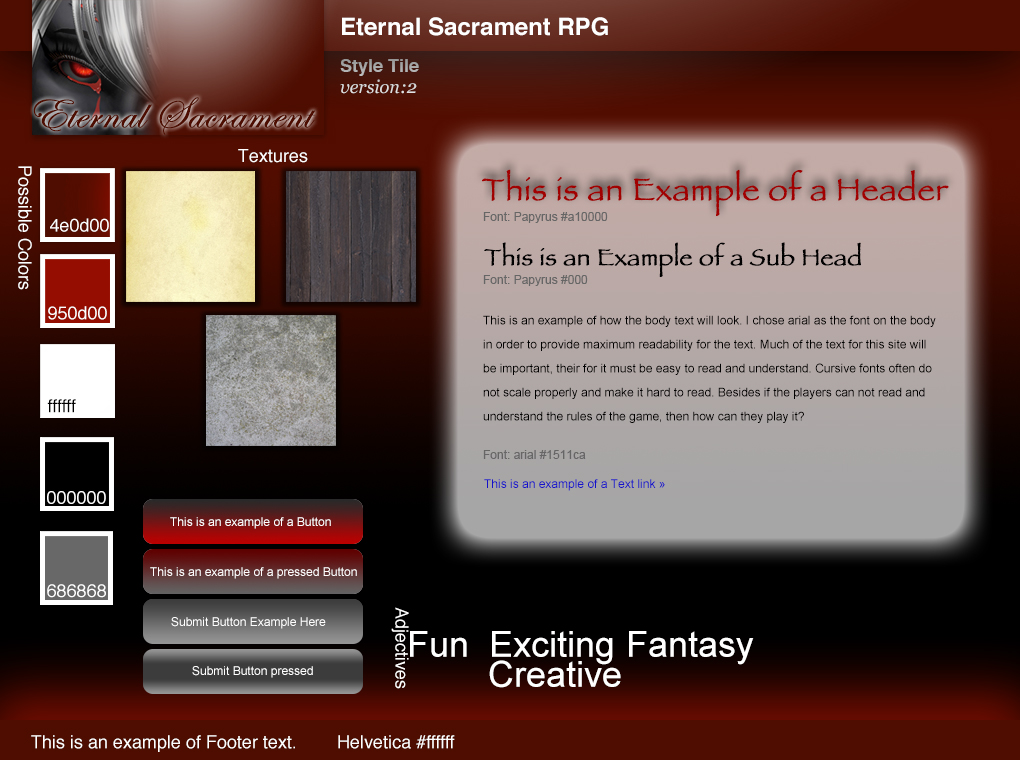 Eternal Sacrament RPG
Style Tile
version:2
Eternal Sacrament
Textures
Possible Colors
4e0d00
950d00
ffffff
000000
686868
This is an Example of a Header
Font: Papyrus #a10000
This is an Example of a Sub Head
Font: Papyrus #000
This is an example of how the body text will look. I chose arial as the font on the body
in order to provide maximum readability for the text. Much of the text for this site will
be important, their for it must be easy to read and understand. Cursive fonts often do
not scale properly and make it hard to read. Besides if the players can not read and
understand the rules of the game, then how can they play it?
Font: arial #1511ca
This is an example of a Text link »
This is an example of a Button
This is an example of a pressed Button
Submit Button Example Here
Submit Button pressed
Adjectives
Fun Exciting Fantasy
Creative
This is an example of Footer text. Helvetica #ffffff